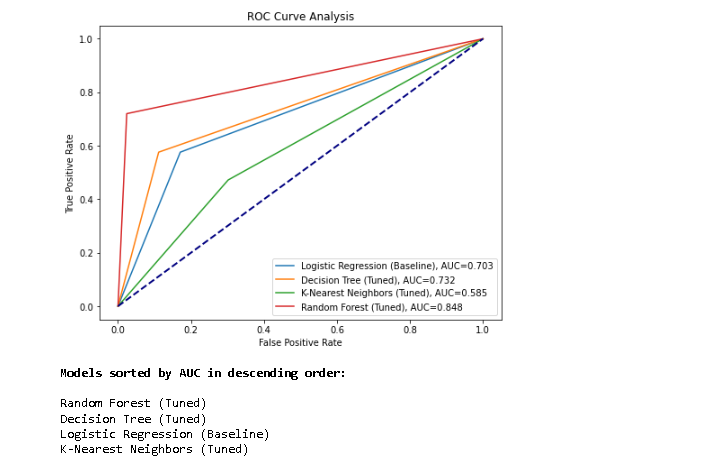 ROC Curve Analysis
1.0
0.8
0.6
0.4
0.2
0.0
True Positive Rate
Logistic Regression (Baseline), AUC=0.703
Decision Tree (Tuned), AUC=0.732
K-Nearest Neighbors (Tuned), AUC=0.585
Random Forest (Tuned), AUC=0.848
0.0 0.2 0.4 0.6 0.8 1.0
False Positive Rate
Models sorted by AUC in descending order:
Random Forest (Tuned)
Decision Tree (Tuned)
Logistic Regression (Baseline)
K-Nearest Neighbors (Tuned)